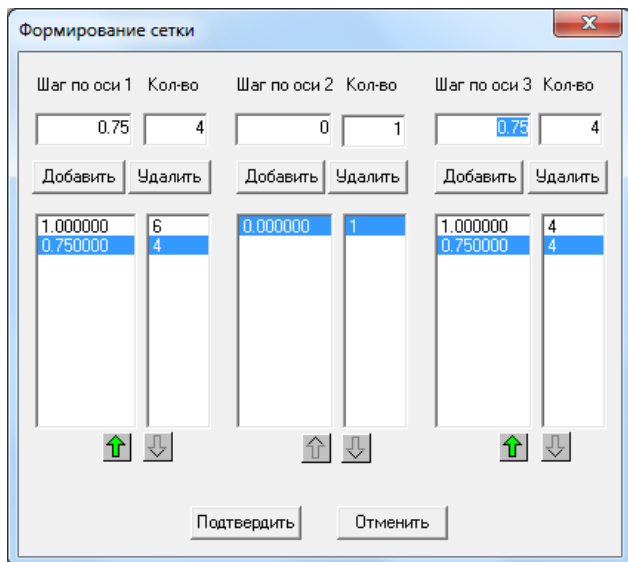 Формирование сетки
Шаг по оси 1 Кол-во Шаг по оси 2 Кол-во Шаг по оси 3 Кол-во
0.75 4 0 1 0.75 4
Добавить Удалить Добавить Удалить Добавить Удалить
1.000000 6 0.000000 1 1.000000 4
0.750000 4 0.750000 4
Подтвердить Отменить